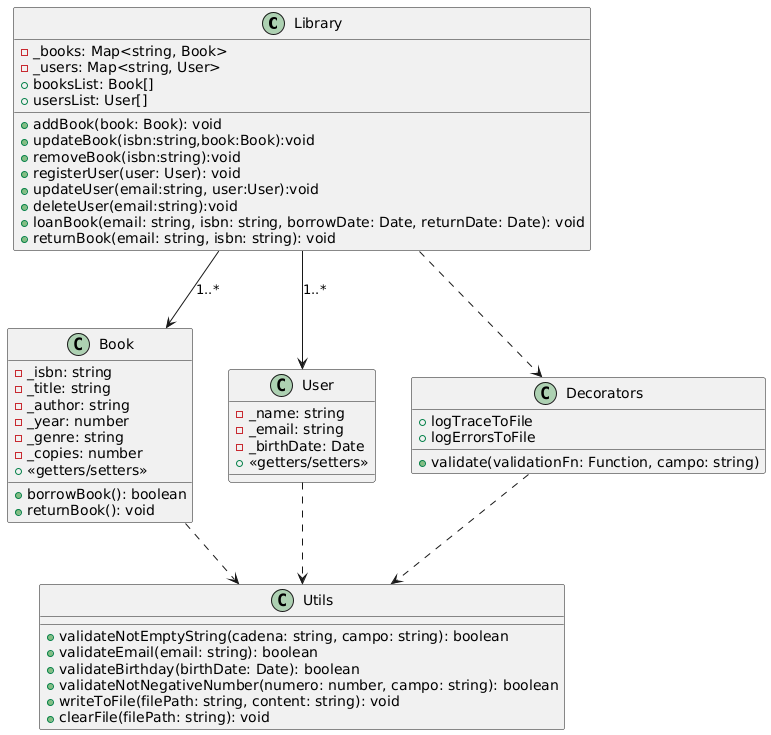 C Library
_books: Map<string, Book>
_users: Map<string, User>
booksList: Book[]
usersList: User[]
addBook(book: Book): void
updateBook(isbn:string,book:Book):void
removeBook(isbn:string):void
registerUser(user: User): void
updateUser(email:string, user:User):void
deleteUser(email:string):void
loanBook(email: string, isbn: string, borrowDate: Date, returnDate: Date): void
returnBook(email: string, isbn: string): void
1..*
1..*
C Book
_isbn: string
_title: string
_author: string
_year: number
_genre: string
_copies: number
«getters/setters»
borrowBook(): boolean
returnBook(): void
C User
_name: string
_email: string
_birthDate: Date
«getters/setters»
C Decorators
logTraceToFile
logErrorsToFile
validate(validationFn: Function, campo: string)
C Utils
validateNotEmptyString(cadena: string, campo: string): boolean
validateEmail(email: string): boolean
validateBirthday(birthDate: Date): boolean
validateNotNegativeNumber(numero: number, campo: string): boolean
writeToFile(filePath: string, content: string): void
clearFile(filePath: string): void